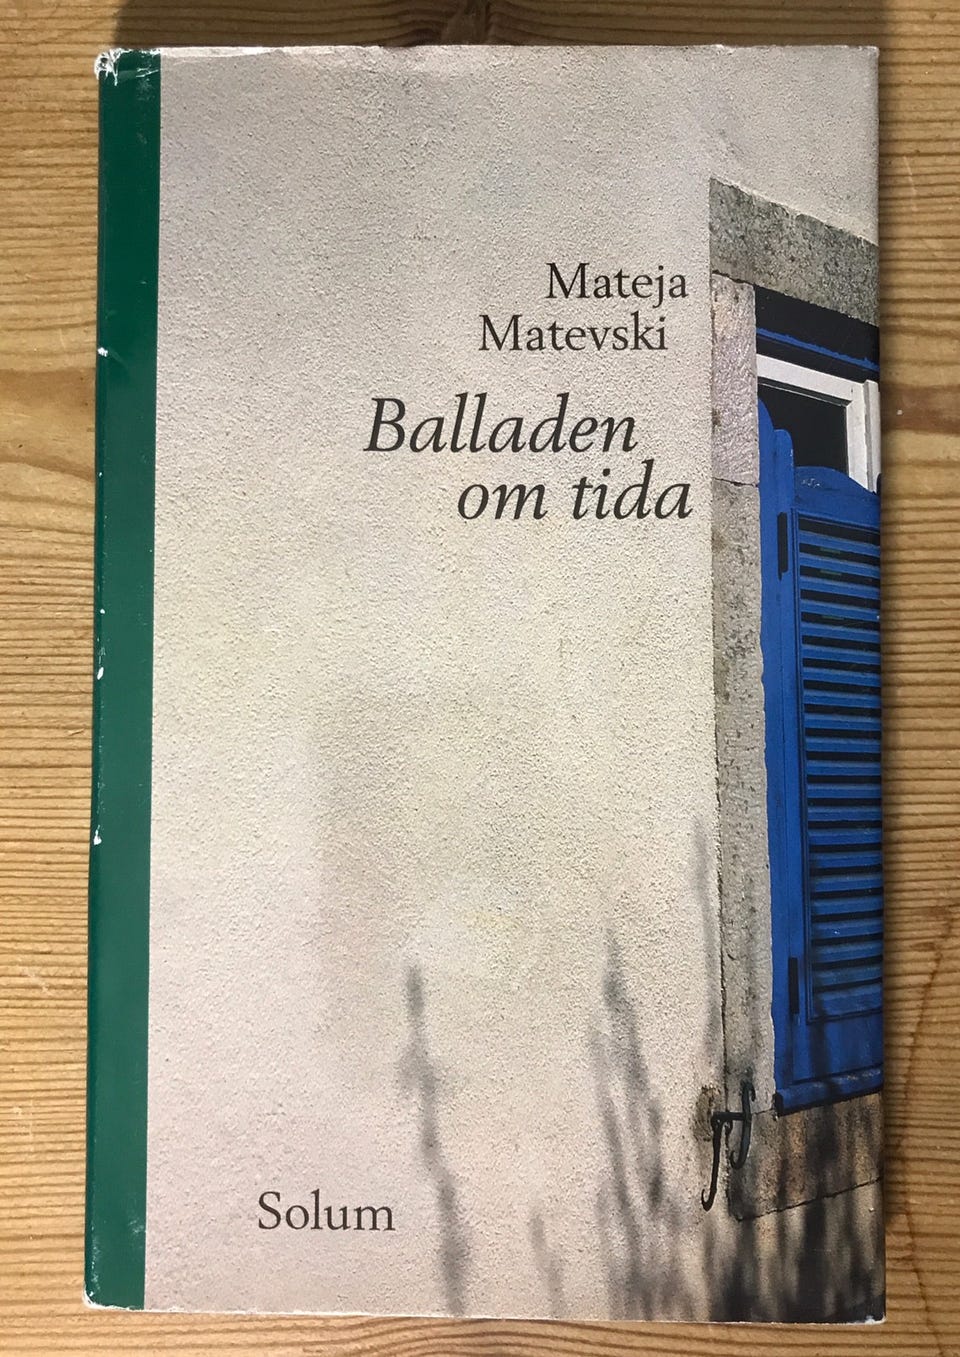 Mateja
Matevski
Balladen
om tida
Solum